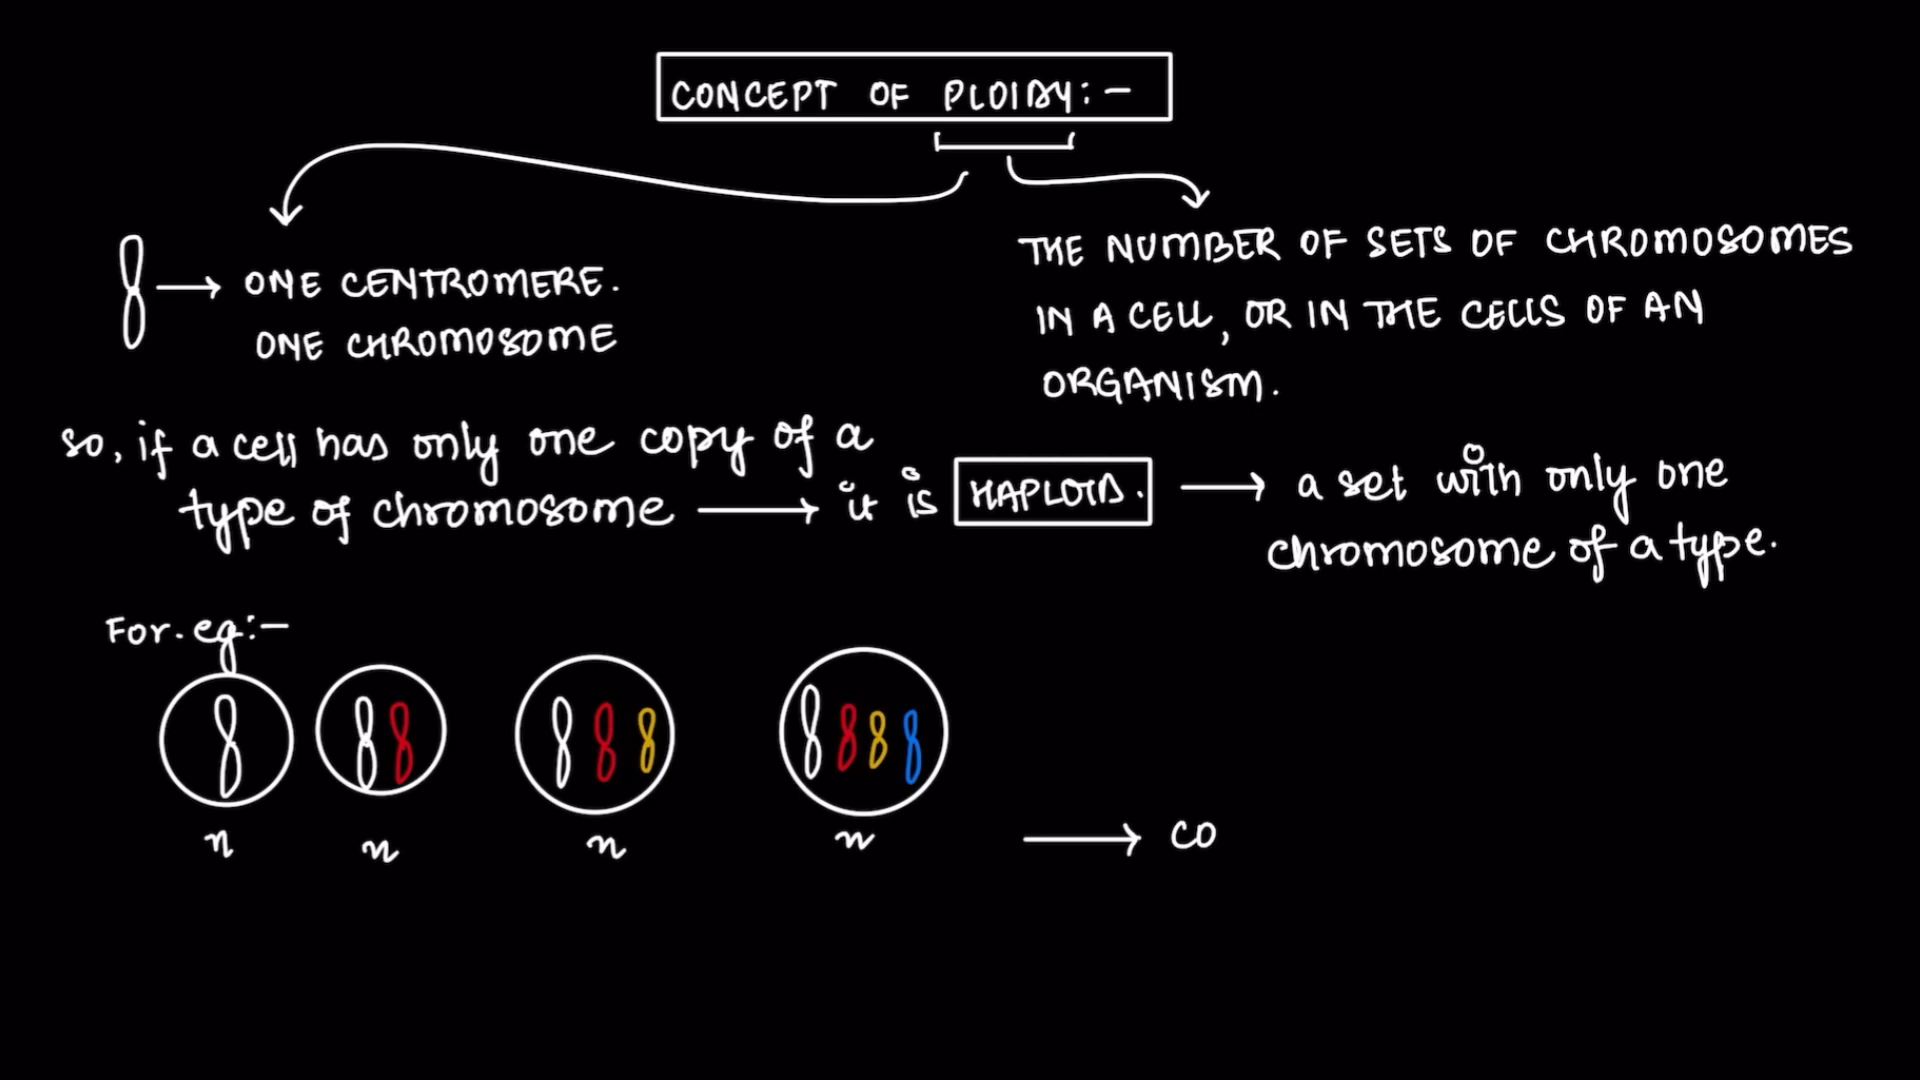 CONCEPT OF PLOIDY:-
ONE CENTROMERE.
ONE CHROMOSOME
THE NUMBER OF SETS OF CHROMOSOMES
IN A CELL, OR IN THE CELLS OF AN
ORGANISM.
so, if a cell has only one copy of a
type of chromosome → it is HAPLOID. → a set with only one
chromosome of a type.
For. eg:-
n n n n → CO